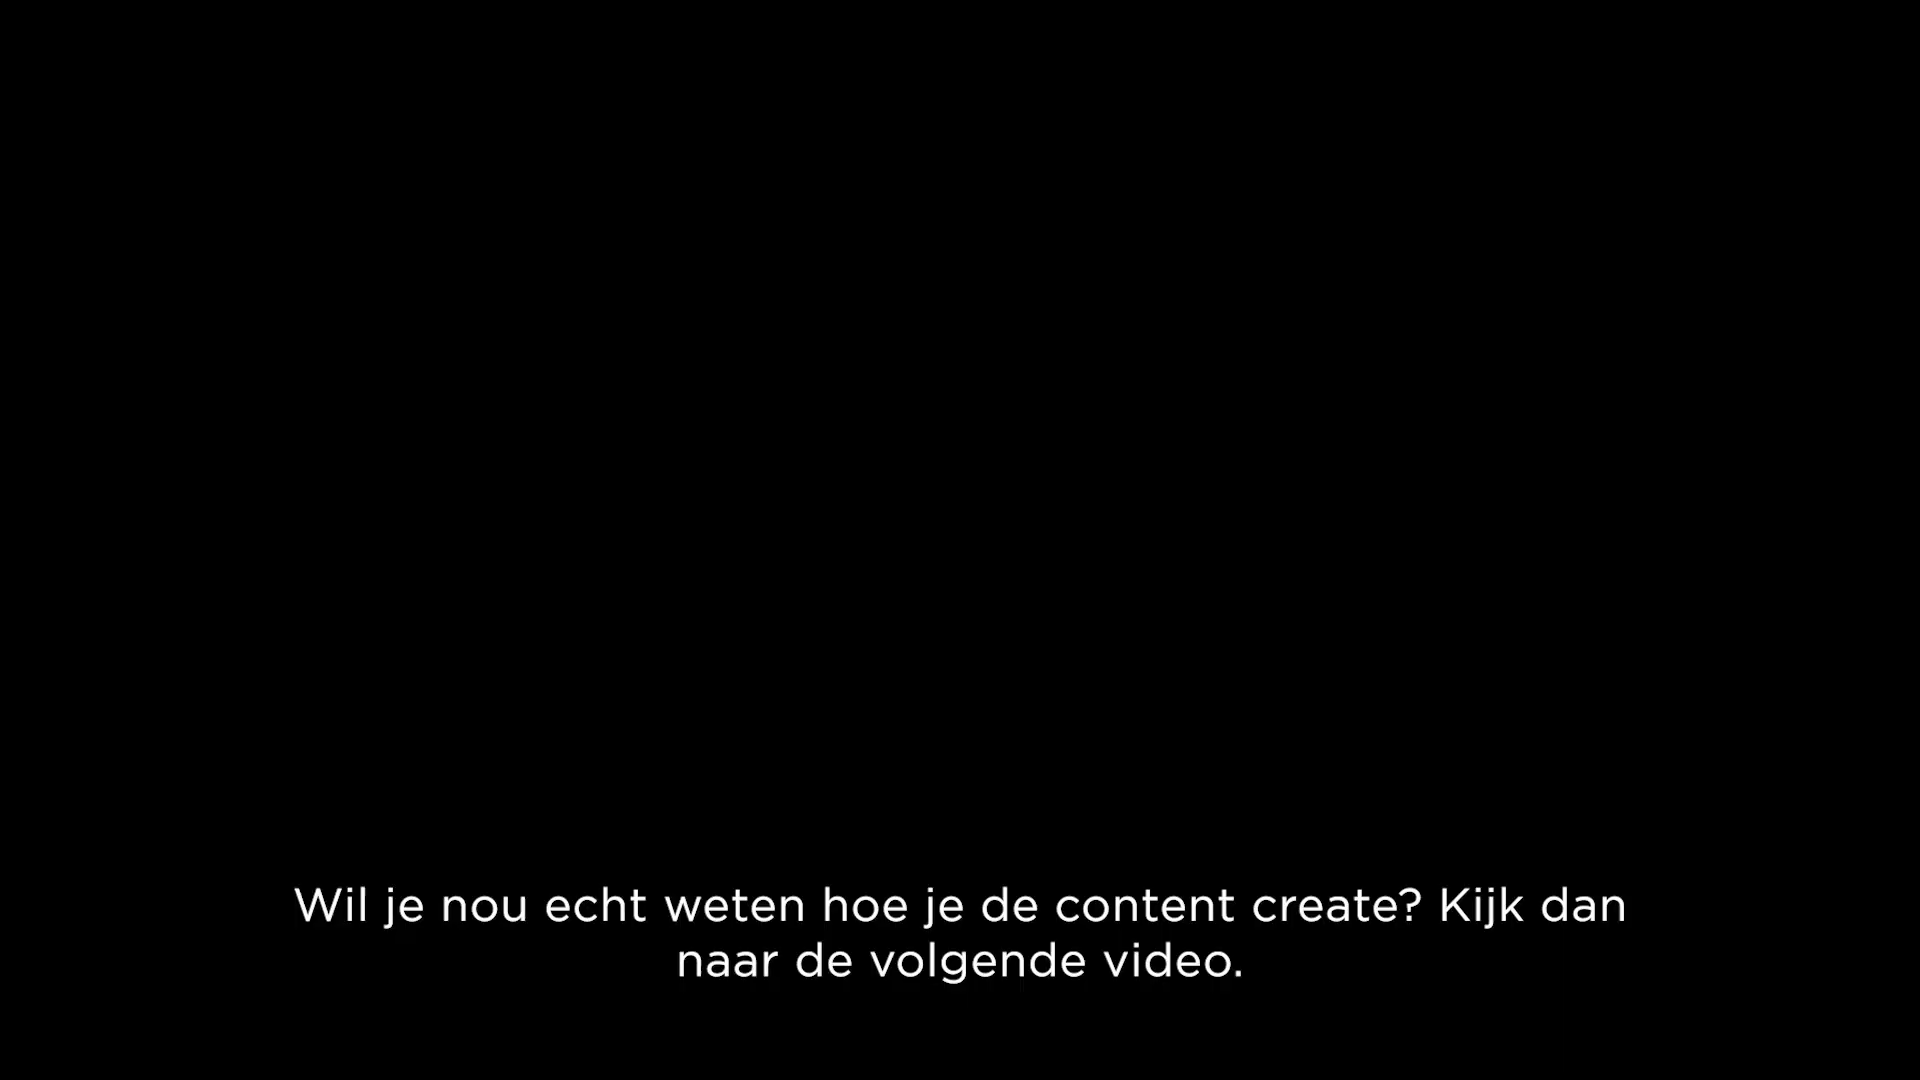 Wil je nou echt weten hoe je de content create? Kijk dan
naar de volgende video.